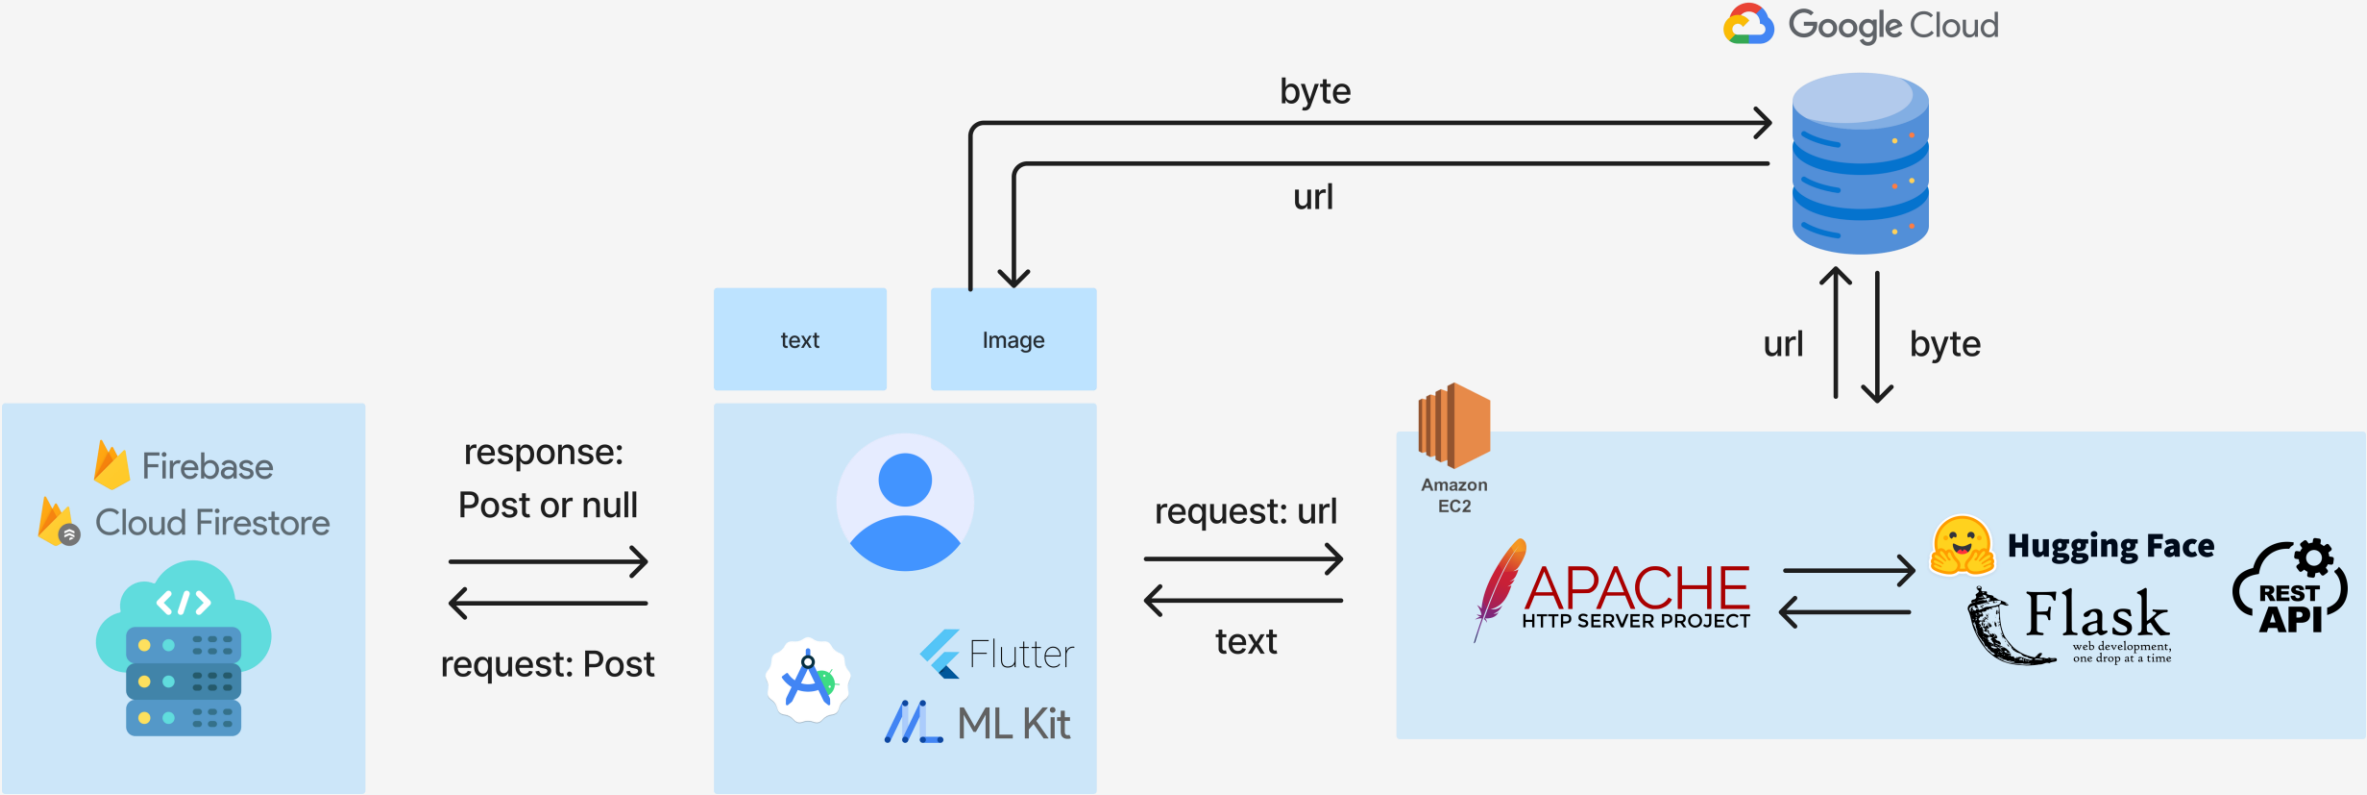 Google Cloud
byte
url
text
Image
url
byte
Firebase
Cloud Firestore
</>
response:
Post or null
request: Post
Flutter
ML Kit
request: url
text
Amazon
EC2
APACHE
HTTP SERVER PROJECT
Hugging Face
Flask
web development,
one drop at a time
REST
API